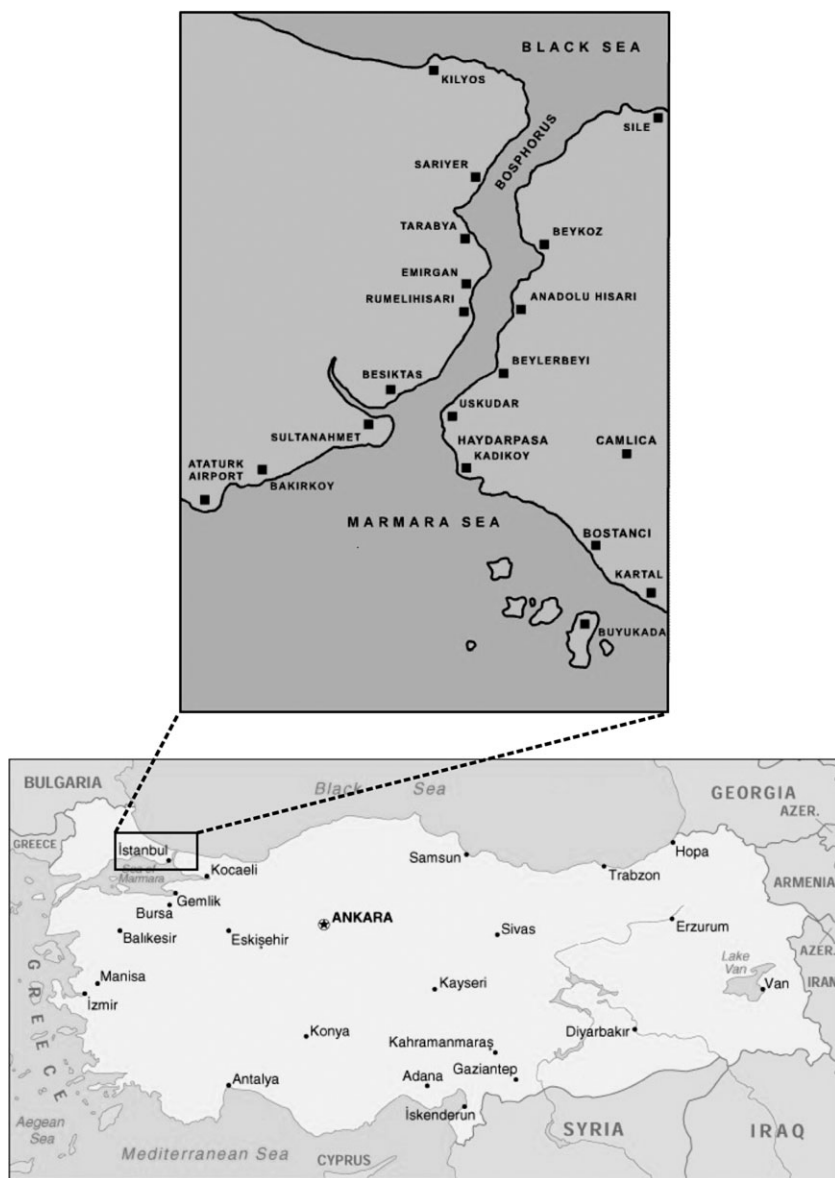 BLACK SEA
KILYOS
SILE
BOSPHORUS
SARIYER
TARABYA
BEYKOZ
EMIRGAN
RUMELIHISARI
ANADOLU HISARI
BESIKTAS
BEYLERBEYI
USKUDAR
SULTANAHMET
HAYDARPASA
KADIKOY
CAMLICA
ATATURK
AIRPORT
BAKIRKOY
MARMARA SEA
BOSTANCI
KARTAL
BUYUKADA
BULGARIA
Black Sea
GEORGIA
AZER.
GREECE
İstanbul
Sea of
Marmara
Kocaeli
Samsun
Hopa
Trabzon
ARMENIA
Gemlik
Bursa
ANKARA
Balıkesir
Eskişehir
Sivas
Erzurum
AZER.
IRAN
Lake
Van
Van
Manisa
İzmir
Kayseri
GREECE
Konya
Kahramanmaraş
Diyarbakır
Gaziantep
Antalya
Adana
İskenderun
Aegean
Sea
Mediterranean Sea
CYPRUS
SYRIA
IRAQ